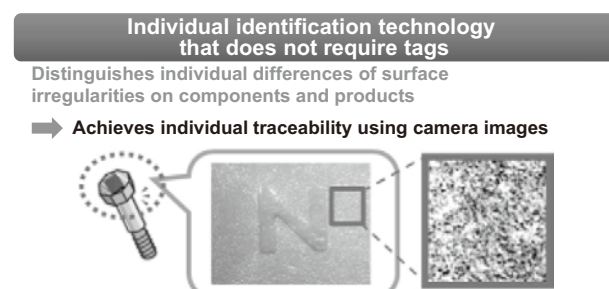 Individual identification technology
that does not require tags
Distinguishes individual differences of surface
irregularities on components and products
Achieves individual traceability using camera images
N